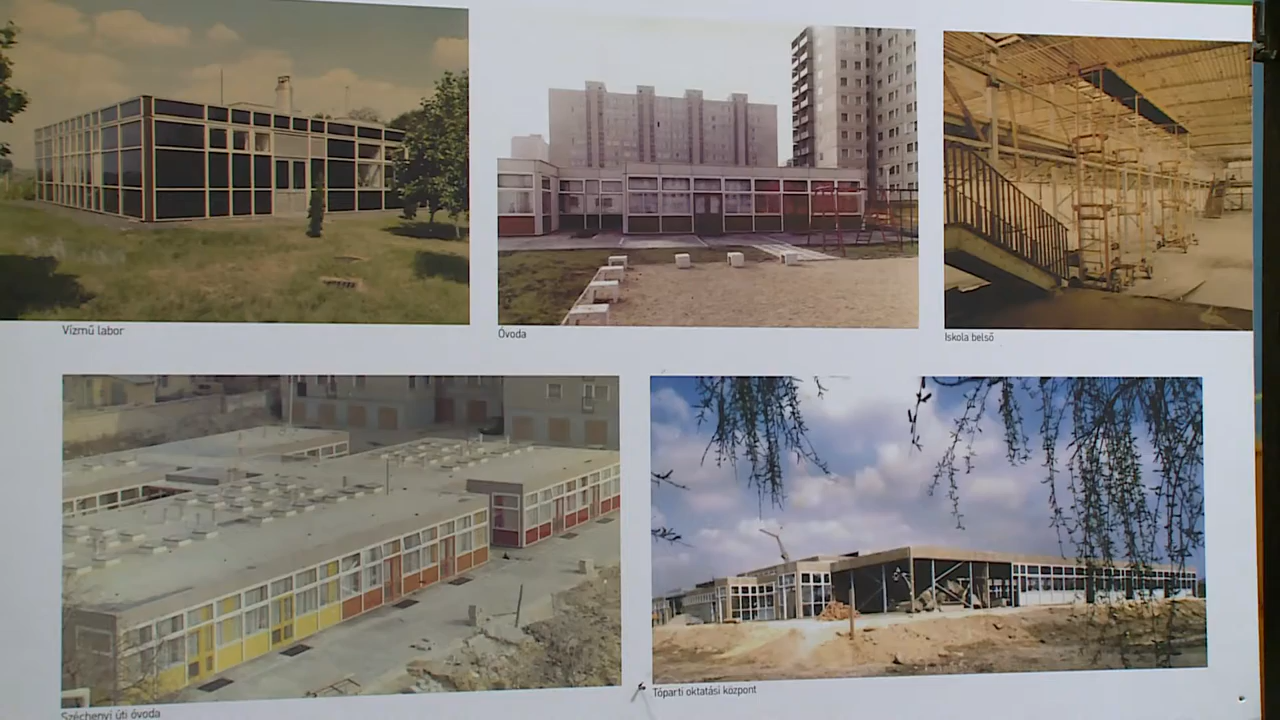 Vízmű labor
Óvoda
Iskola belső
Széchenyi úti óvoda
Tóparti oktatási központ